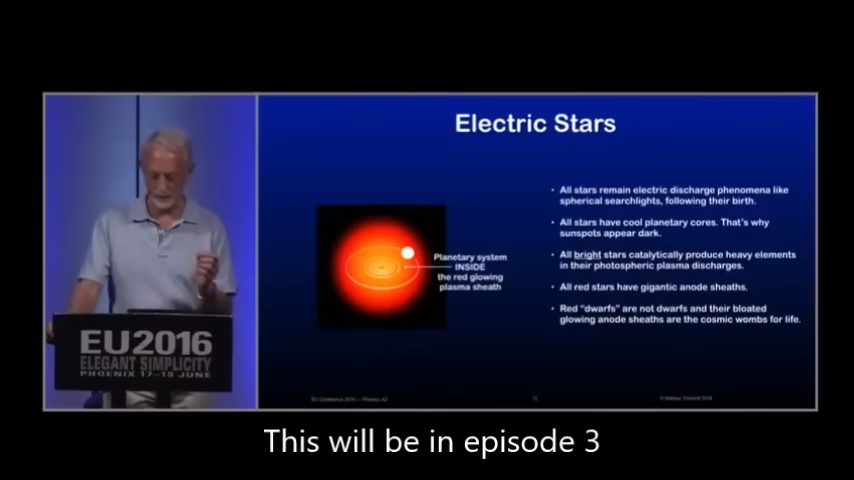 Electric Stars
All stars remain electric discharge phenomena like
spherical searchlights, following their birth.
All stars have cool planetary cores. That's why
sunspots appear dark.
All bright stars catalytically produce heavy elements
in their photospheric plasma discharges.
All red stars have gigantic anode sheaths.
Red "dwarfs" are not dwarfs and their bloated
glowing anode sheaths are the cosmic wombs for life.
Planetary system
INSIDE
the red glowing
plasma sheath
EU2016
ELEGANT SIMPLICITY
PHOENIX 17–19 JUNE
This will be in episode 3